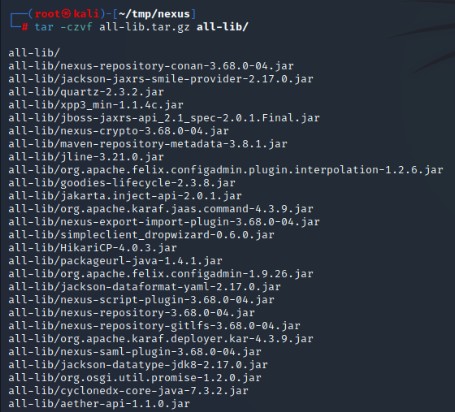 ┌──(root㉿kali)-[~/tmp/nexus]
└─# tar -czvf all-lib.tar.gz all-lib/
all-lib/
all-lib/nexus-repository-conan-3.68.0-04.jar
all-lib/jackson-jaxrs-smile-provider-2.17.0.jar
all-lib/quartz-2.3.2.jar
all-lib/xpp3_min-1.1.4c.jar
all-lib/jboss-jaxrs-api_2.1_spec-2.0.1.Final.jar
all-lib/nexus-crypto-3.68.0-04.jar
all-lib/maven-repository-metadata-3.8.1.jar
all-lib/jline-3.21.0.jar
all-lib/org.apache.felix.configadmin.plugin.interpolation-1.2.6.jar
all-lib/goodies-lifecycle-2.3.8.jar
all-lib/jakarta.inject-api-2.0.1.jar
all-lib/org.apache.karaf.jaas.command-4.3.9.jar
all-lib/nexus-export-import-plugin-3.68.0-04.jar
all-lib/simpleclient_dropwizard-0.6.0.jar
all-lib/HikariCP-4.0.3.jar
all-lib/packageurl-java-1.4.1.jar
all-lib/org.apache.felix.configadmin-1.9.26.jar
all-lib/jackson-dataformat-yaml-2.17.0.jar
all-lib/nexus-script-plugin-3.68.0-04.jar
all-lib/nexus-repository-3.68.0-04.jar
all-lib/nexus-repository-gitlfs-3.68.0-04.jar
all-lib/org.apache.karaf.deployer.kar-4.3.9.jar
all-lib/nexus-saml-plugin-3.68.0-04.jar
all-lib/jackson-datatype-jdk8-2.17.0.jar
all-lib/org.osgi.util.promise-1.2.0.jar
all-lib/cyclonedx-core-java-7.3.2.jar
all-lib/aether-api-1.1.0.jar